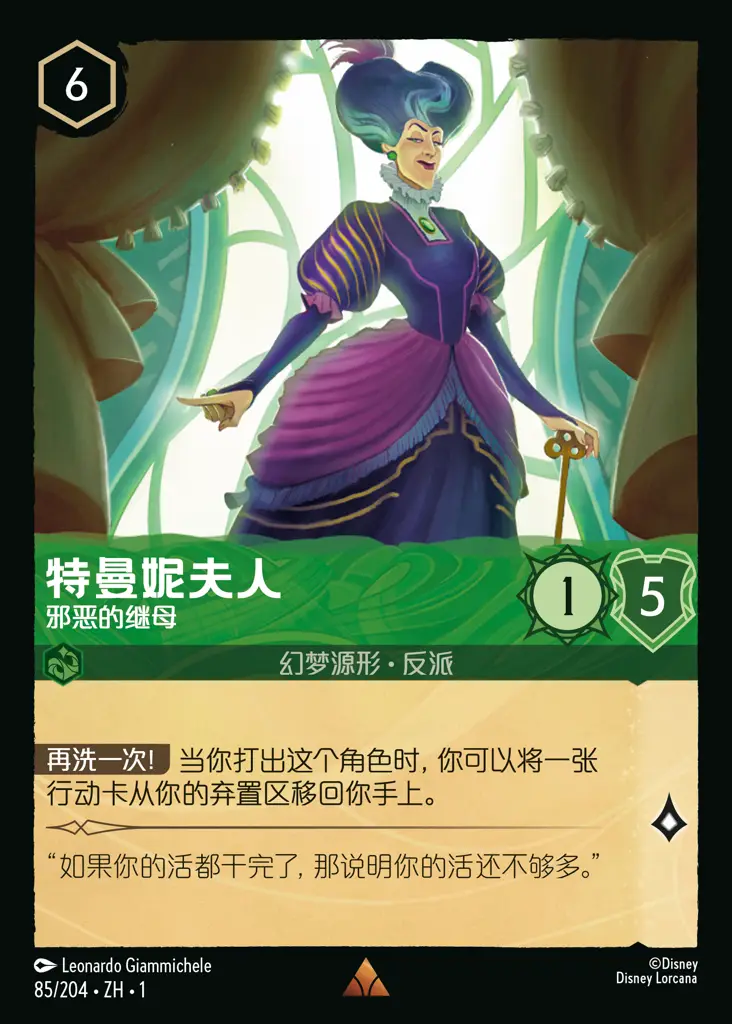 6
特曼妮夫人
邪恶的继母
1
5
幻梦源形 • 反派
再洗一次! 当你打出这个角色时, 你可以将一张
行动卡从你的弃置区移回你手上。
“如果你的活都干完了, 那说明你的活还不够多。”
Leonardo Giammichele
85/204 • ZH • 1
©Disney
Disney Lorcana